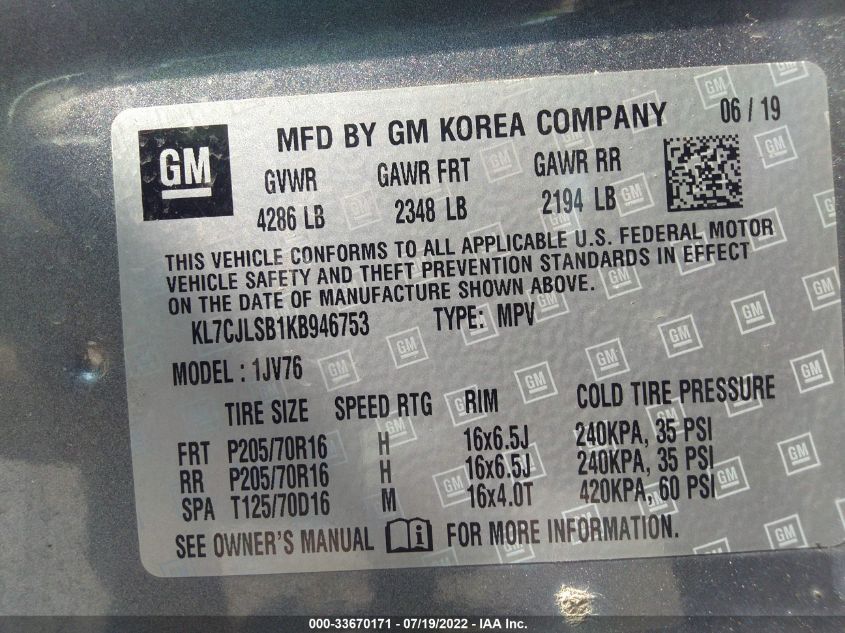 GM
MFD BY GM KOREA COMPANY 06 / 19
GVWR GAWR FRT GAWR RR
4286 LB 2348 LB 2194 LB
THIS VEHICLE CONFORMS TO ALL APPLICABLE U.S. FEDERAL MOTOR
VEHICLE SAFETY AND THEFT PREVENTION STANDARDS IN EFFECT
ON THE DATE OF MANUFACTURE SHOWN ABOVE.
KL7CJLSB1KB946753 TYPE: MPV
MODEL : 1JV76
TIRE SIZE SPEED RTG RIM COLD TIRE PRESSURE
FRT P205/70R16 H 16x6.5J 240KPA, 35 PSI
RR P205/70R16 H 16x6.5J 240KPA, 35 PSI
SPA T125/70D16 M 16x4.0T 420KPA, 60 PSI
SEE OWNER'S MANUAL i FOR MORE INFORMATION.
000-33670171 - 07/19/2022 - IAA Inc.